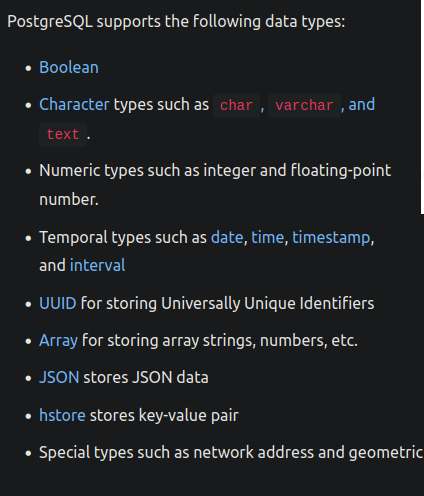 PostgreSQL supports the following data types:
• Boolean
• Character types such as char, varchar, and
text.
• Numeric types such as integer and floating-point
number.
• Temporal types such as date, time, timestamp,
and interval
• UUID for storing Universally Unique Identifiers
• Array for storing array strings, numbers, etc.
• JSON stores JSON data
• hstore stores key-value pair
• Special types such as network address and geometric